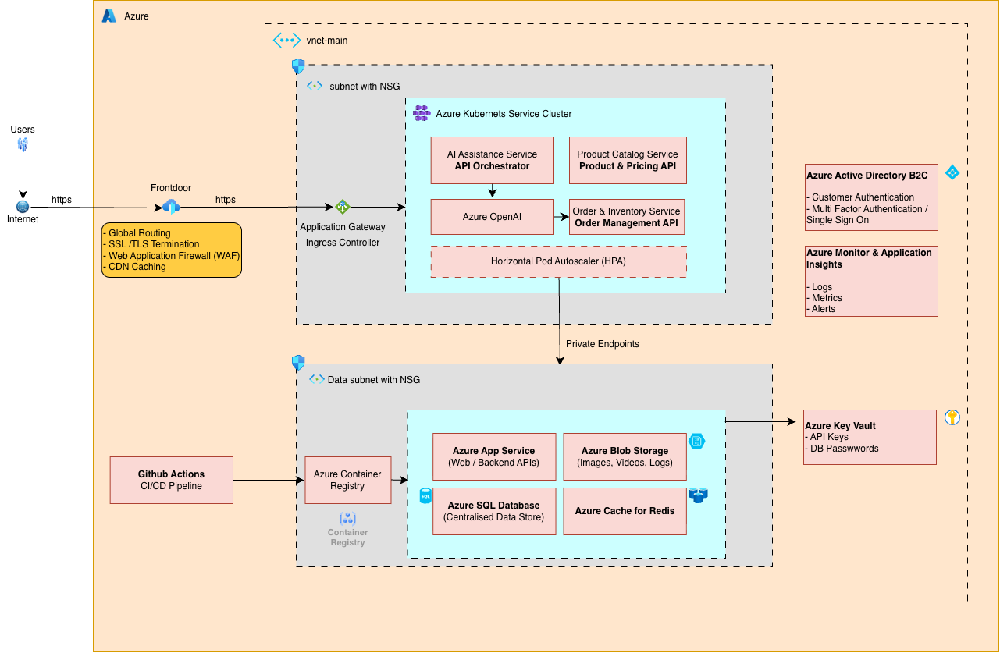 Azure
vnet-main
subnet with NSG
Azure Kubernets Service Cluster
Users
AI Assistance Service
API Orchestrator
Product Catalog Service
Product & Pricing API
Azure Active Directory B2C
- Customer Authentication
- Multi Factor Authentication /
Single Sign On
Frontdoor
https
https
Internet
Application Gateway
Ingress Controller
Azure OpenAI
Order & Inventory Service
Order Management API
- Global Routing
- SSL /TLS Termination
- Web Application Firewall (WAF)
- CDN Caching
Horizontal Pod Autoscaler (HPA)
Azure Monitor & Application
Insights
- Logs
- Metrics
- Alerts
Private Endpoints
Data subnet with NSG
Azure Key Vault
- API Keys
- DB Passwwords
Github Actions
CI/CD Pipeline
Azure Container
Registry
Container
Registry
Azure App Service
(Web / Backend APIs)
Azure Blob Storage
(Images, Videos, Logs)
SQL
Azure SQL Database
(Centralised Data Store)
Azure Cache for Redis